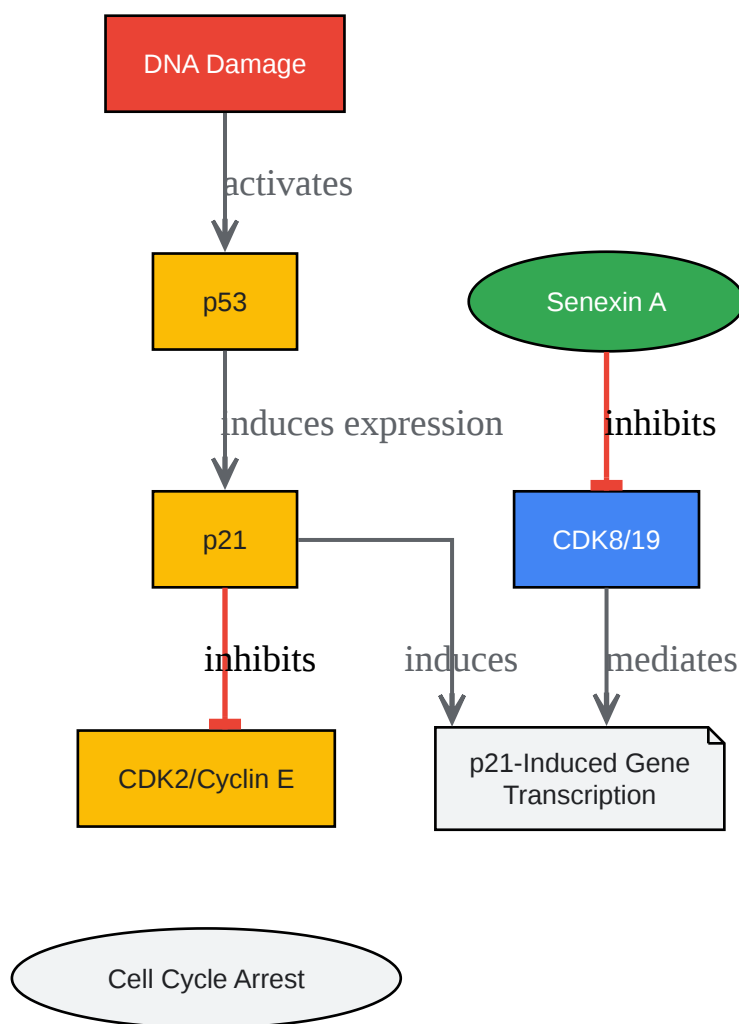 DNA Damage
activates
p53
Senexin A
induces expression
inhibits
p21
CDK8/19
inhibits
induces
mediates
CDK2/Cyclin E
p21-Induced Gene
Transcription
Cell Cycle Arrest